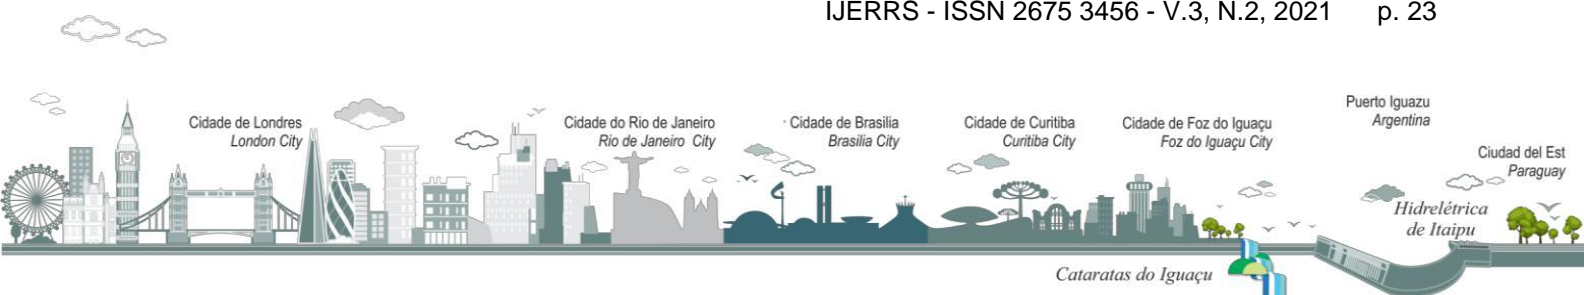 IJERRS - ISSN 2675 3456 - V.3, N.2, 2021 p. 23
Cidade de Londres
London City
Cidade do Rio de Janeiro
Rio de Janeiro City
Cidade de Brasilia
Brasilia City
Cidade de Curitiba
Curitiba City
Cidade de Foz do Iguaçu
Foz do Iguaçu City
Puerto Iguazu
Argentina
Ciudad del Est
Paraguay
Hidrelétrica
de Itaipu
Cataratas do Iguaçu